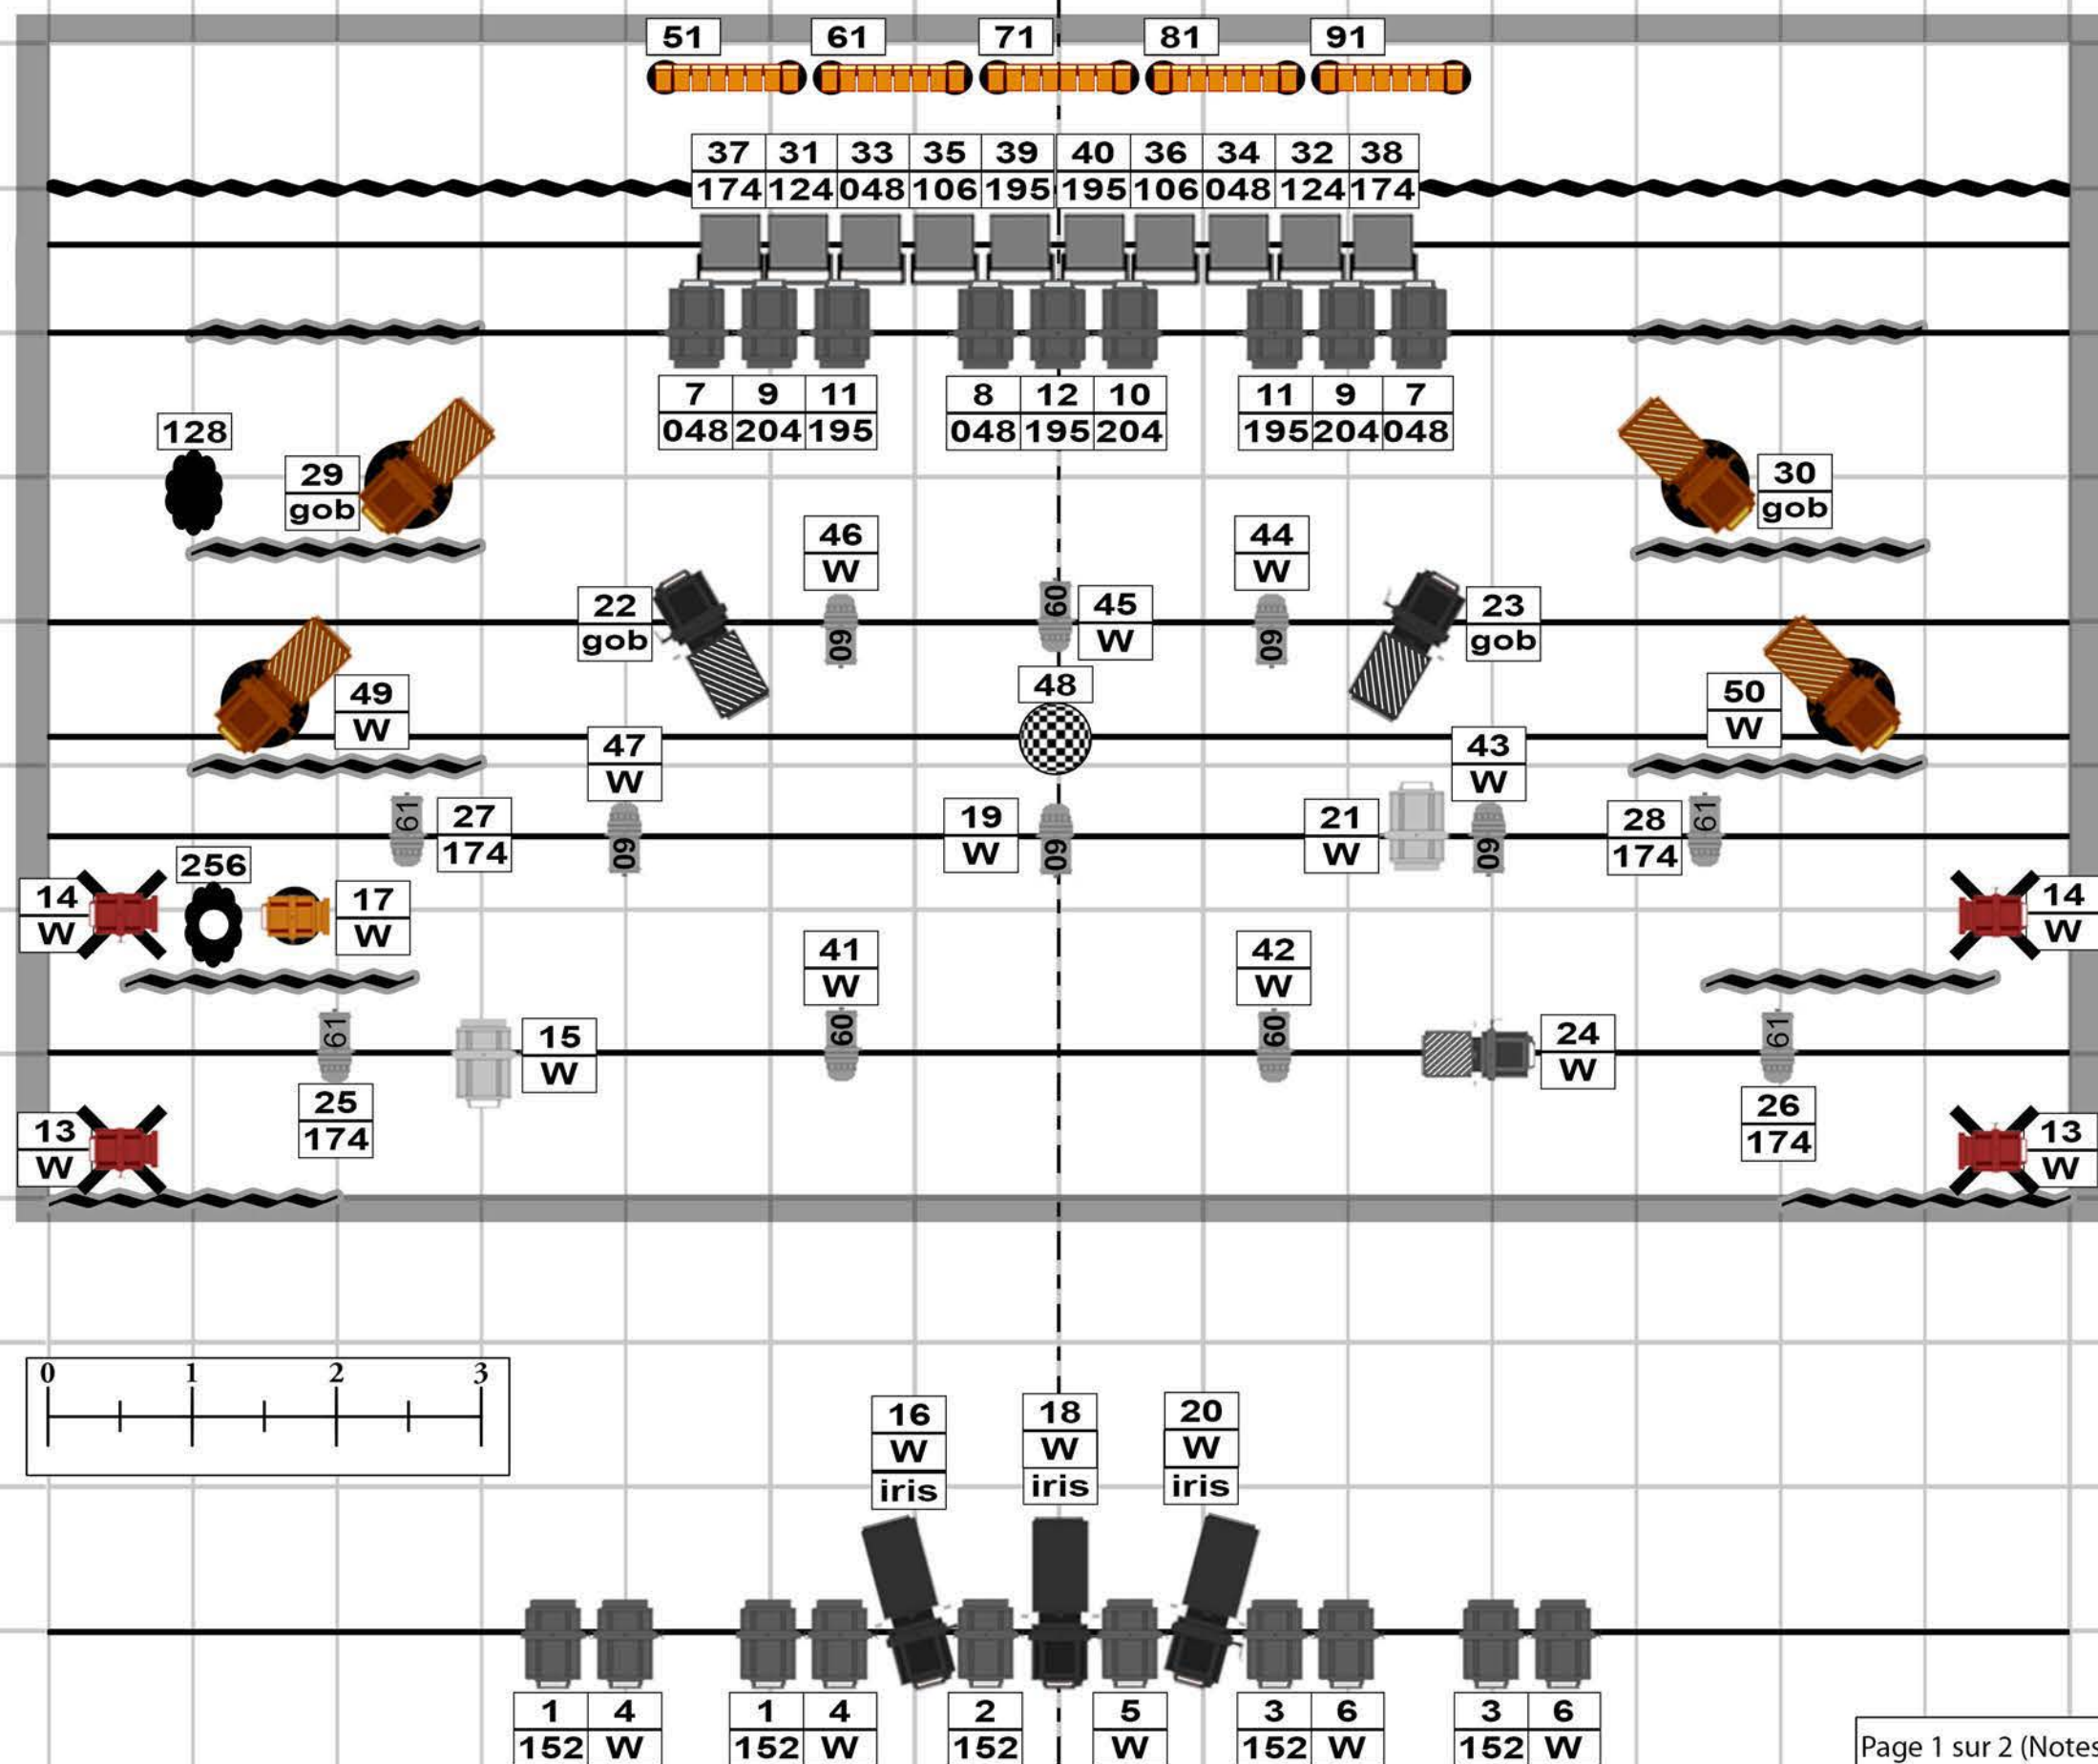 51 61 71 81 91
37 31 33 35 39 40 36 34 32 38
174 124 048 106 195 195 106 048 124 174
7 9 11 8 12 10 11 9 7
048 204 195 048 195 204 195 204 048
128
29
gob
30
gob
46
W
44
W
22
gob
60
45
W
23
gob
60
60
48
49
W
50
W
47
W
43
W
61
27
174
19
W
21
W
28
174
61
60
60
60
256
14
W
17
W
14
W
41
W
42
W
61
15
W
60
60
24
W
61
25
174
26
174
13
W
13
W
0 1 2 3
16
W
iris
18
W
iris
20
W
iris
1 4 1 4 2 5 3 6 3 6
152 W 152 W 152 W 152 W 152 W
Page 1 sur 2 (Notes